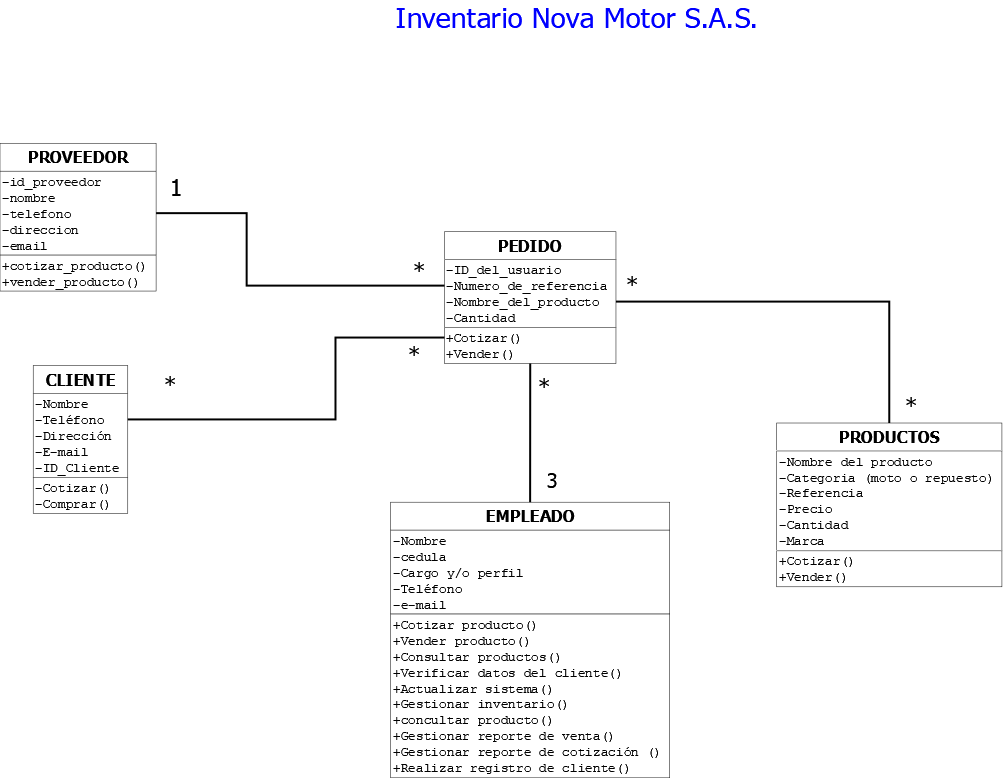 Inventario Nova Motor S.A.S.
PROVEEDOR
-id_proveedor
-nombre
-telefono
-direccion
-email
+cotizar_producto()
+vender_producto()
1
*
PEDIDO
-ID_del_usuario
-Numero_de_referencia
-Nombre_del_producto
-Cantidad
+Cotizar()
+Vender()
*
*
*
CLIENTE
-Nombre
-Teléfono
-Dirección
-E-mail
-ID_Cliente
-Cotizar()
-Comprar()
*
*
PRODUCTOS
-Nombre del producto
-Categoria (moto o repuesto)
-Referencia
-Precio
-Cantidad
-Marca
+Cotizar()
+Vender()
3
EMPLEADO
-Nombre
-cedula
-Cargo y/o perfil
-Teléfono
-e-mail
+Cotizar producto()
+Vender producto()
+Consultar productos()
+Verificar datos del cliente()
+Actualizar sistema()
+Gestionar inventario()
+concultar producto()
+Gestionar reporte de venta()
+Gestionar reporte de cotización ()
+Realizar registro de cliente()